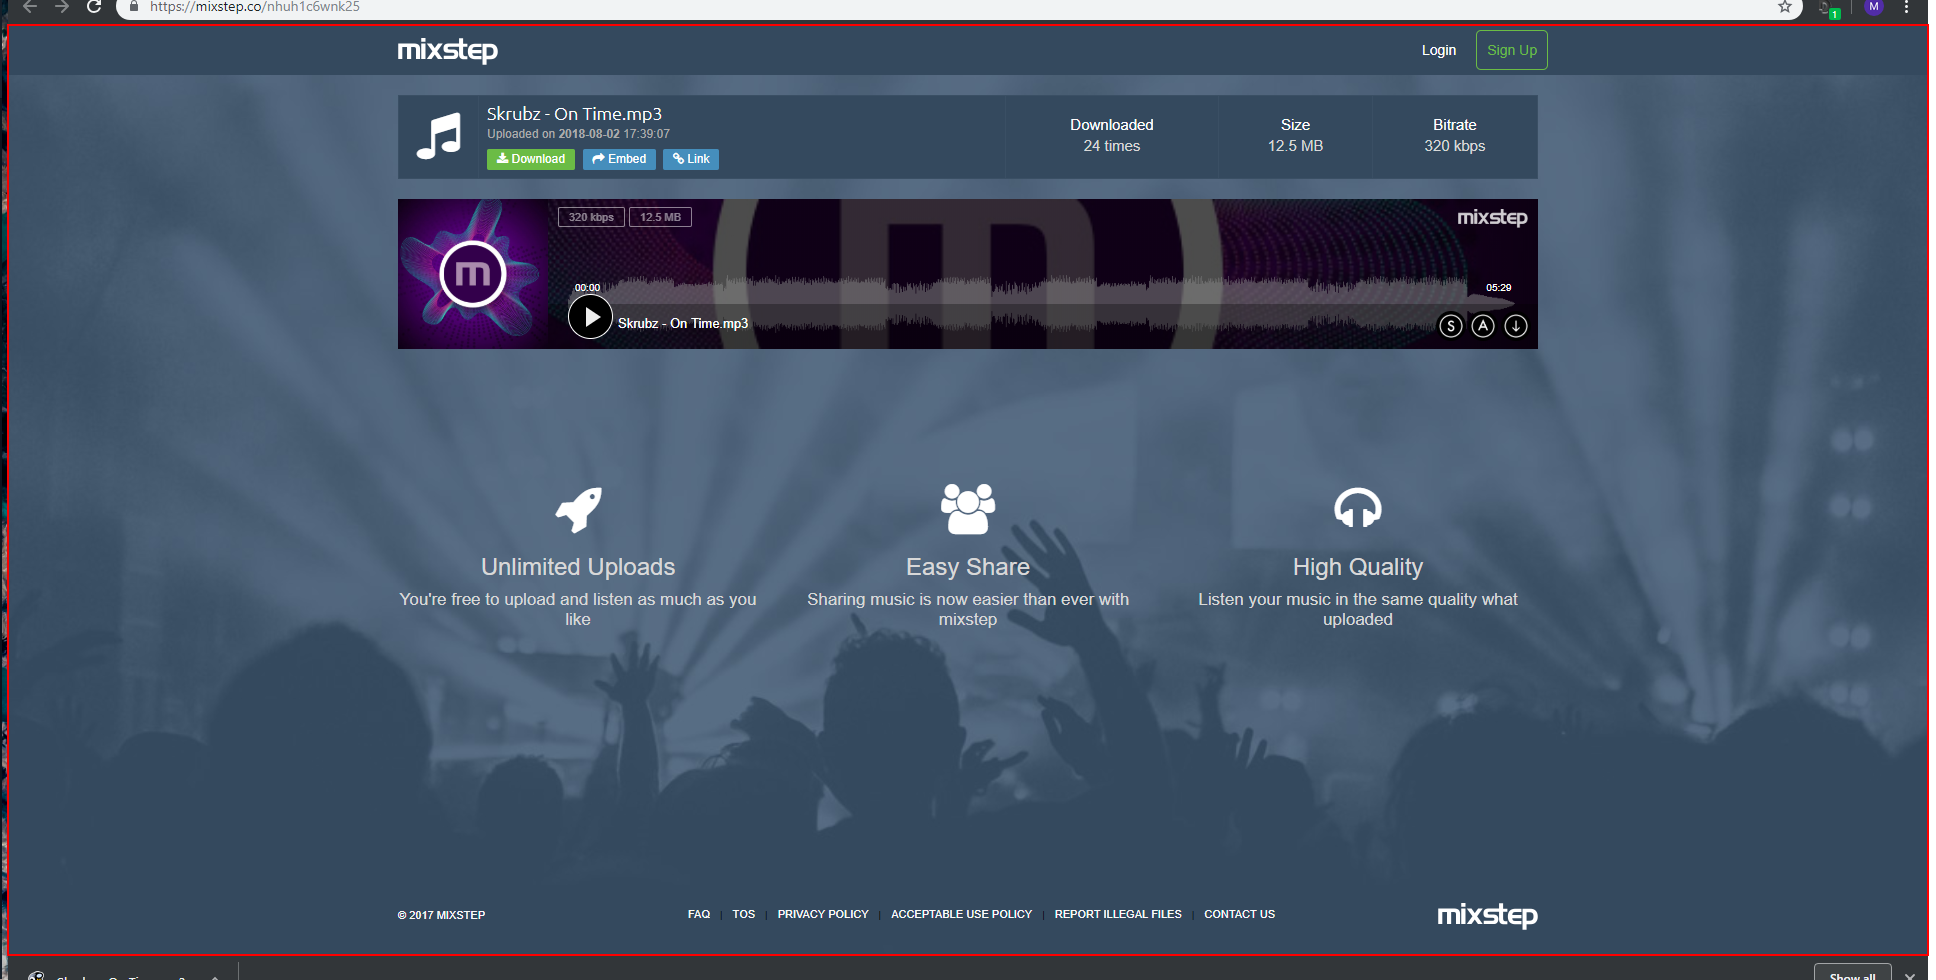 https://mixstep.co/nhuh1c6wnk25
M
1
mixstep
Login
Sign Up
Skrubz - On Time.mp3
Uploaded on 2018-08-02 17:39:07
Download
Embed
Link
Downloaded
24 times
Size
12.5 MB
Bitrate
320 kbps
320 kbps
12.5 MB
mixstep
m
m
00:00
05:29
Skrubz - On Time.mp3
S
A
Unlimited Uploads
You're free to upload and listen as much as you
like
Easy Share
Sharing music is now easier than ever with
mixstep
High Quality
Listen your music in the same quality what
uploaded
© 2017 MIXSTEP
FAQ | TOS | PRIVACY POLICY | ACCEPTABLE USE POLICY | REPORT ILLEGAL FILES | CONTACT US
mixstep
Show all